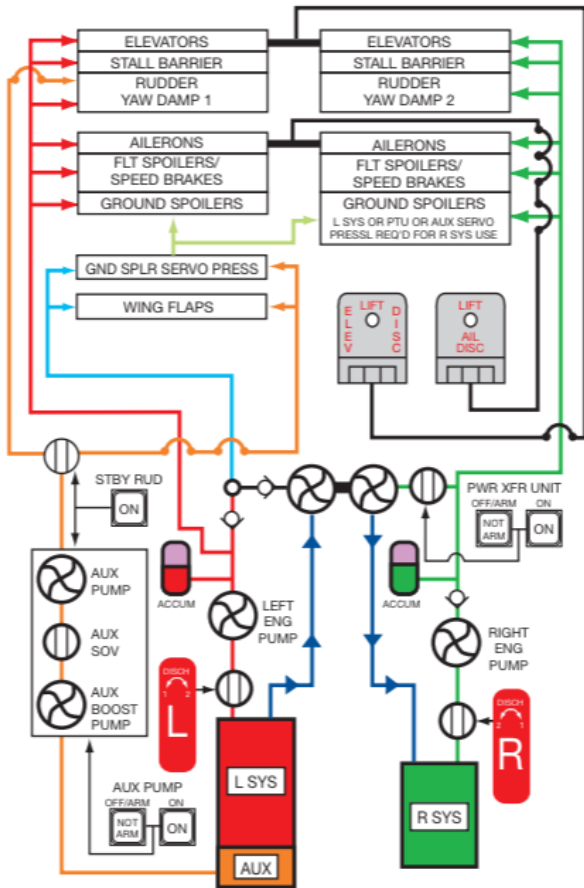 ELEVATORS
STALL BARRIER
RUDDER
YAW DAMP 1
ELEVATORS
STALL BARRIER
RUDDER
YAW DAMP 2
AILERONS
FLT SPOILERS/
SPEED BRAKES
GROUND SPOILERS
AILERONS
FLT SPOILERS/
SPEED BRAKES
GROUND SPOILERS
L SYS OR PTU OR AUX SERVO
PRESSL REQ'D FOR R SYS USE
GND SPLR SERVO PRESS
WING FLAPS
LIFT
ELEV
DISC
LIFT
AIL
DISC
STBY RUD
ON
PWR XFR UNIT
OFF/ARM
ON
NOT
ARM
ON
AUX
PUMP
AUX
SOV
AUX
BOOST
PUMP
ACCUM
LEFT
ENG
PUMP
ACCUM
RIGHT
ENG
PUMP
DISCH
1 2
L
DISCH
2 1
R
AUX PUMP
OFF/ARM
ON
NOT
ARM
ON
L SYS
AUX
R SYS